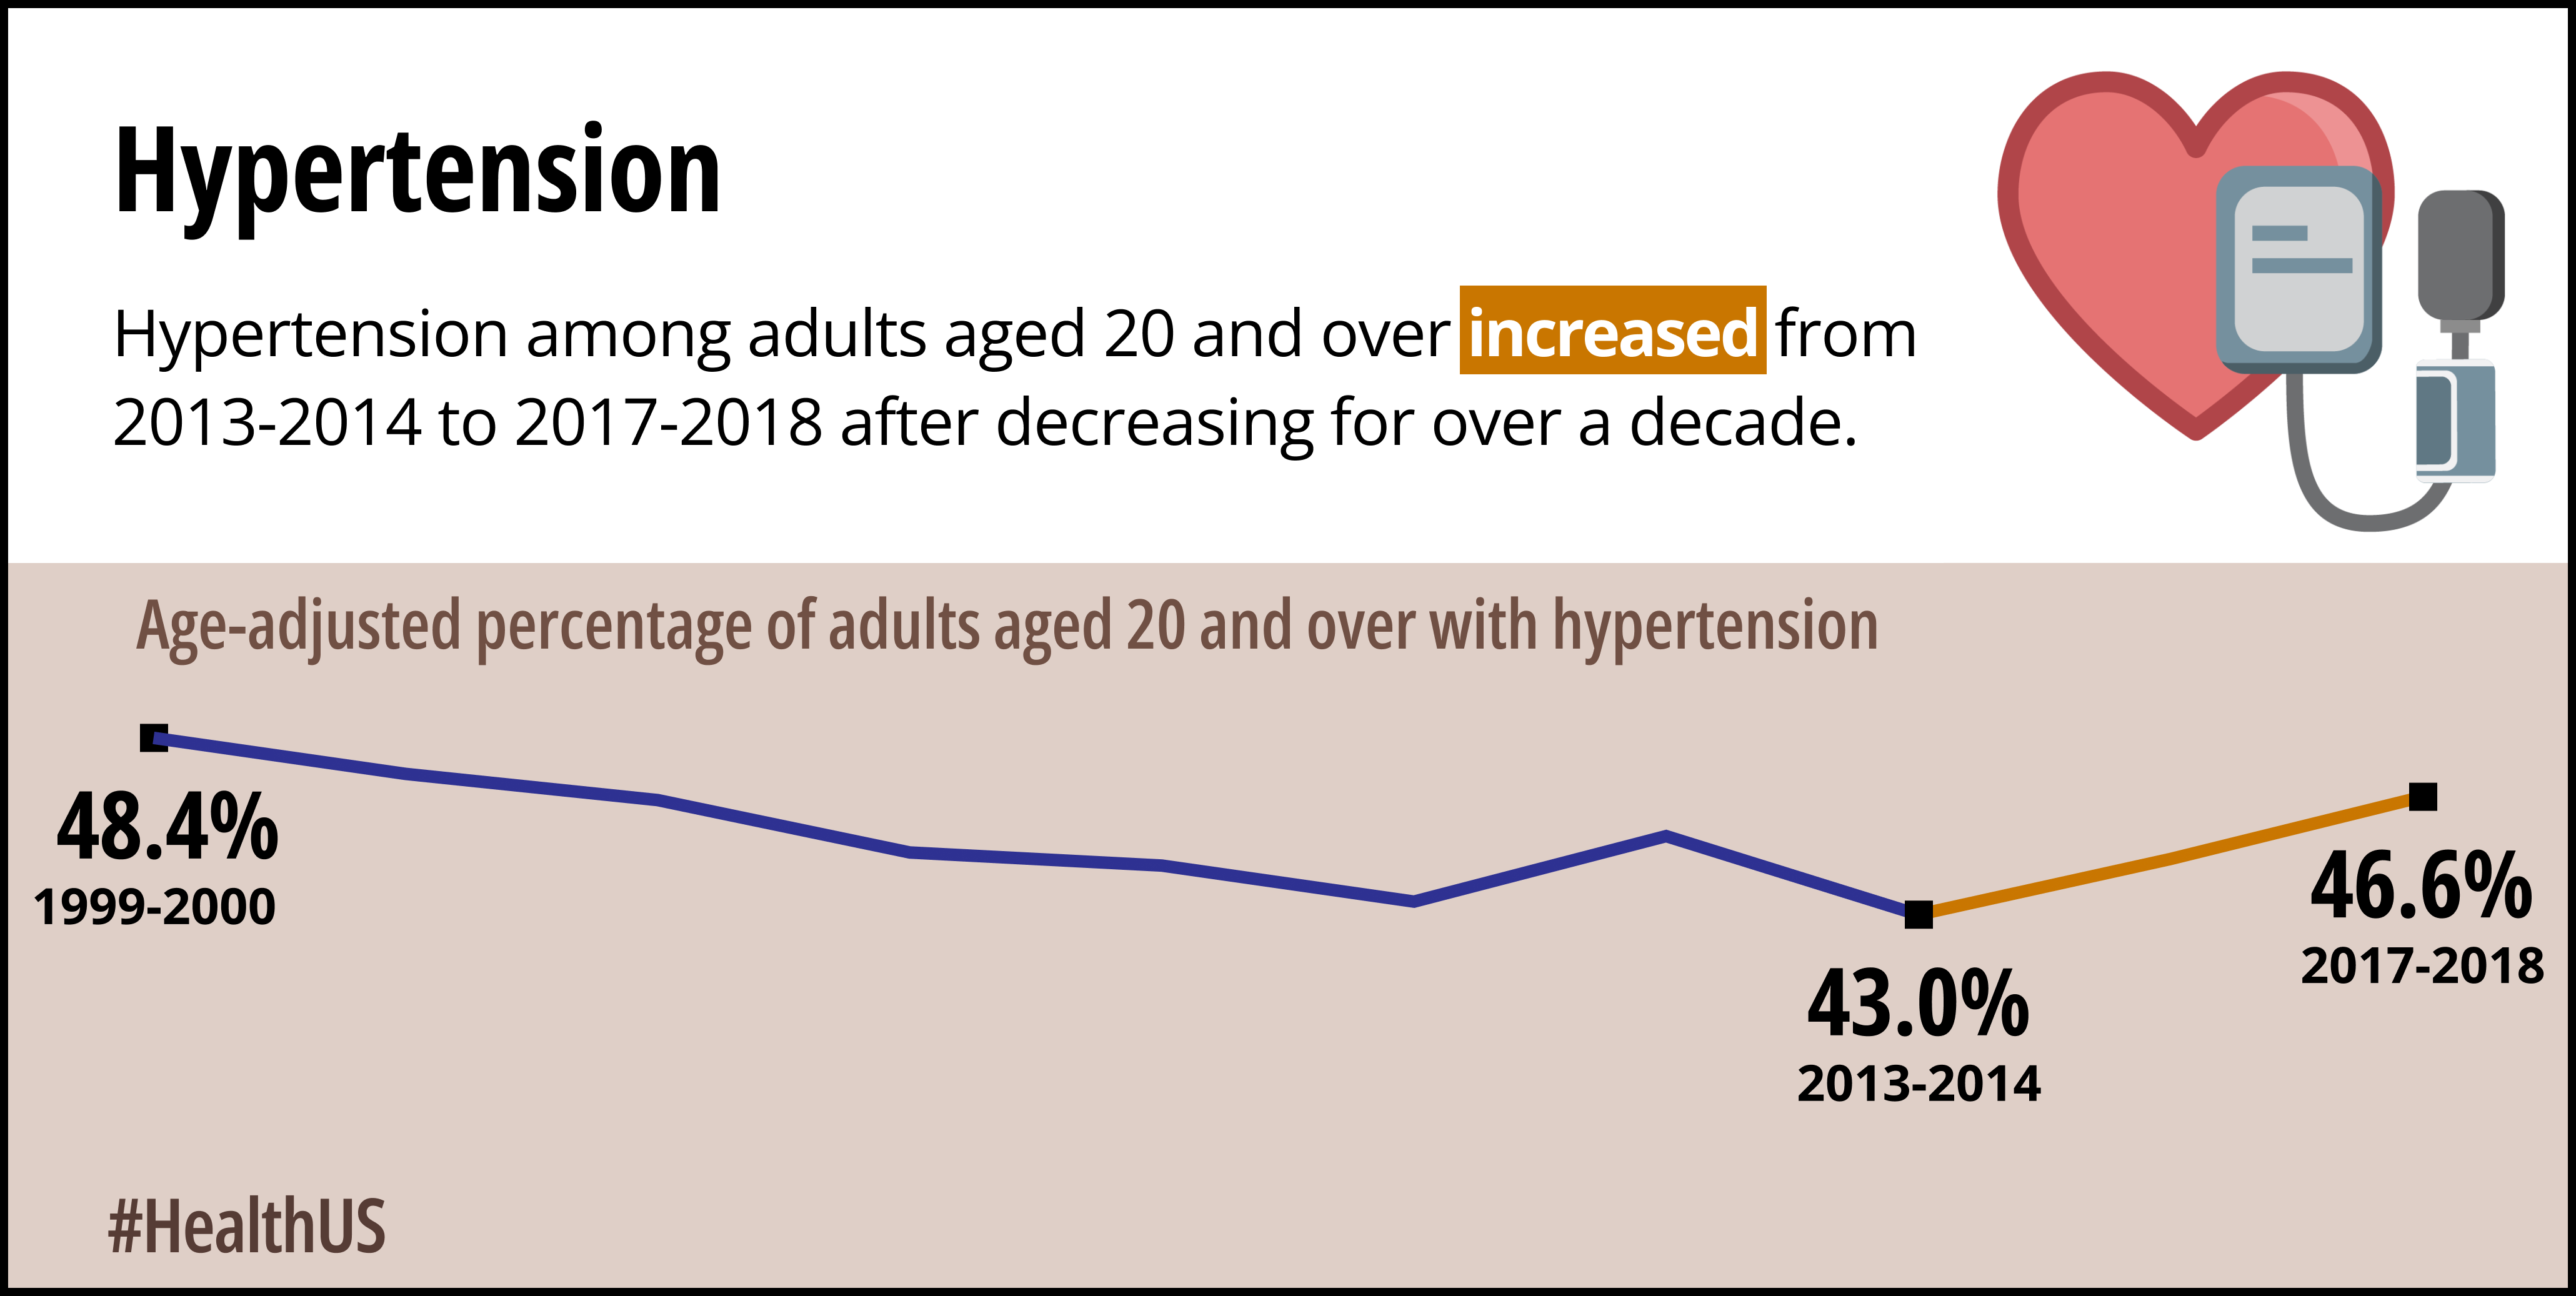 Hypertension
Hypertension among adults aged 20 and over increased from
2013-2014 to 2017-2018 after decreasing for over a decade.
Age-adjusted percentage of adults aged 20 and over with hypertension
48.4%
1999-2000
43.0%
2013-2014
46.6%
2017-2018
#HealthUS